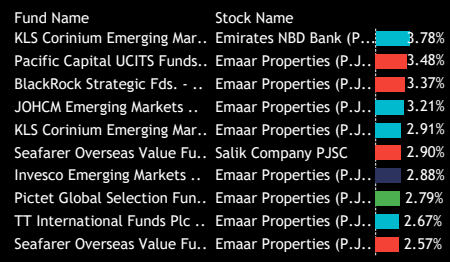 Fund Name Stock Name
KLS Corinium Emerging Mar.. Emirates NBD Bank (P... 3.78%
Pacific Capital UCITS Funds.. Emaar Properties (P.J.. 3.48%
BlackRock Strategic Fds. - .. Emaar Properties (P.J.. 3.37%
JOHCM Emerging Markets .. Emaar Properties (P.J.. 3.21%
KLS Corinium Emerging Mar.. Emaar Properties (P.J.. 2.91%
Seafarer Overseas Value Fu.. Salik Company PJSC 2.90%
Invesco Emerging Markets .. Emaar Properties (P.J.. 2.88%
Pictet Global Selection Fun.. Emaar Properties (P.J.. 2.79%
TT International Funds Plc .. Emaar Properties (P.J.. 2.67%
Seafarer Overseas Value Fu.. Emaar Properties (P.J.. 2.57%